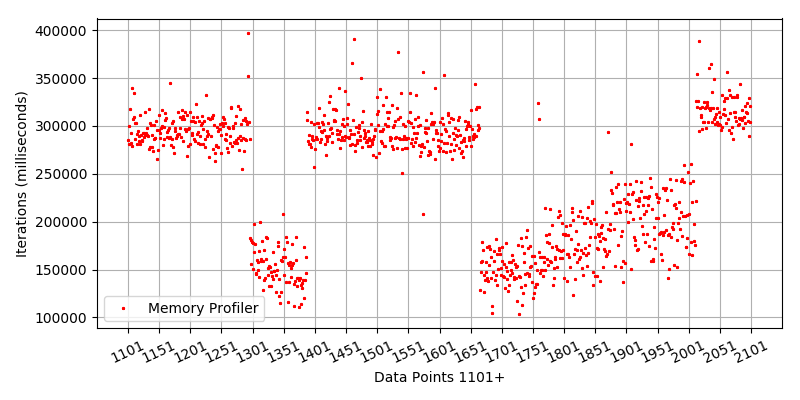 400000
350000
300000
250000
200000
150000
100000
Iterations (milliseconds)
Memory Profiler
1101 1151 1201 1251 1301 1351 1401 1451 1501 1551 1601 1651 1701 1751 1801 1851 1901 1951 2001 2051 2101
Data Points 1101+